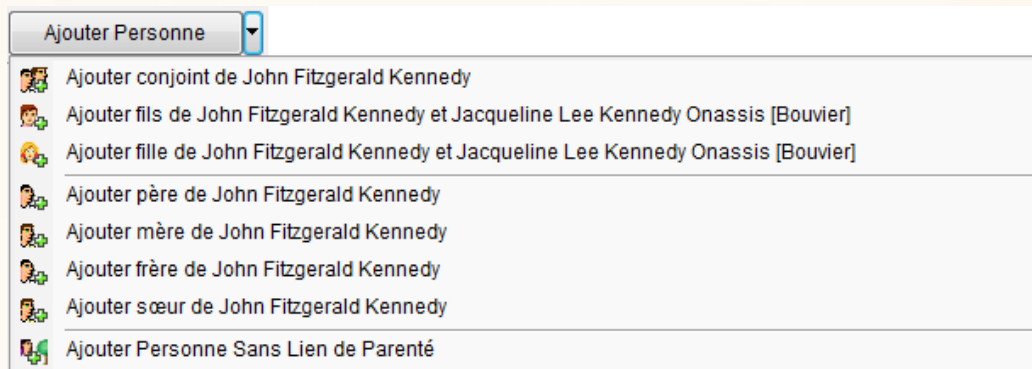 Ajouter Personne
Ajouter conjoint de John Fitzgerald Kennedy
Ajouter fils de John Fitzgerald Kennedy et Jacqueline Lee Kennedy Onassis [Bouvier]
Ajouter fille de John Fitzgerald Kennedy et Jacqueline Lee Kennedy Onassis [Bouvier]
Ajouter père de John Fitzgerald Kennedy
Ajouter mère de John Fitzgerald Kennedy
Ajouter frère de John Fitzgerald Kennedy
Ajouter sœur de John Fitzgerald Kennedy
Ajouter Personne Sans Lien de Parenté